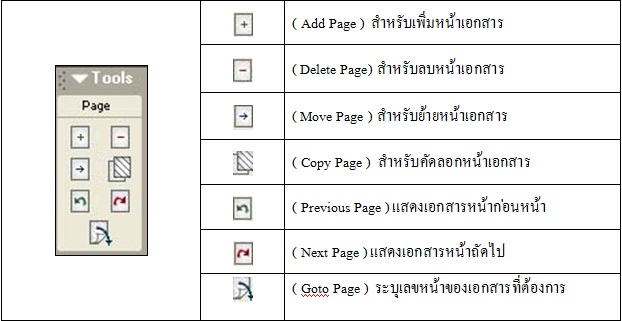 Tools
Page
( Add Page ) สำหรับเพิ่มหน้าเอกสาร
(Delete Page) สำหรับลบหน้าเอกสาร
(Move Page ) สำหรับย้ายหน้าเอกสาร
( Copy Page ) สำหรับคัดลอกหน้าเอกสาร
( Previous Page )แสดงเอกสารหน้าก่อนหน้า
( Next Page )แสดงเอกสารหน้าถัดไป
( Goto Page ) ระบุเลขหน้าของเอกสารที่ต้องการ